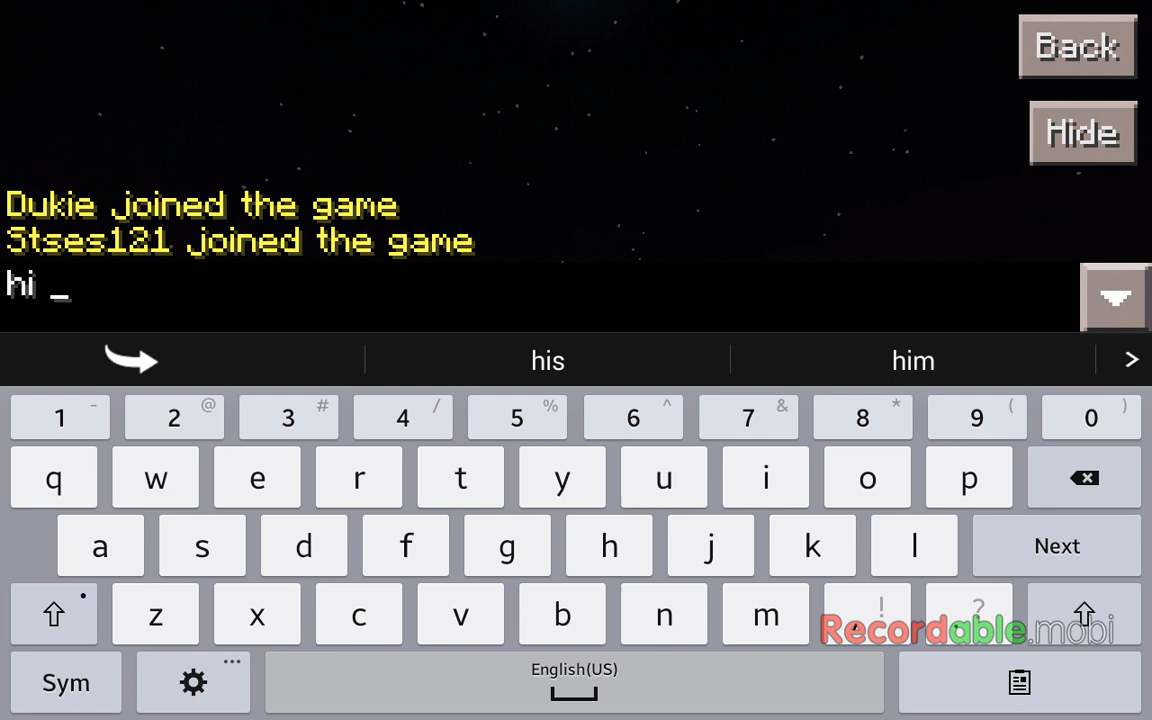 Back
Hide
Dukie joined the game
Stses121 joined the game
hi _
his him >
1 - 2 @ 3 # 4 / 5 % 6 ^ 7 & 8 * 9 ( 0 )
q w e r t y u i o p
a s d f g h j k l Next
z x c v b n m , ! . ?
Recordable.mobi
Sym ... English(US)